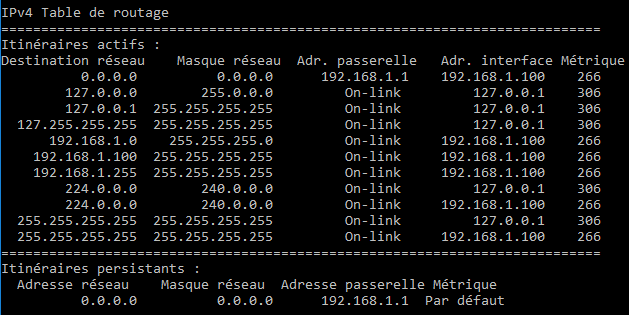 IPv4 Table de routage
===========================================================================
Itinéraires actifs :
Destination réseau    Masque réseau  Adr. passerelle   Adr. interface Métrique
          0.0.0.0          0.0.0.0      192.168.1.1    192.168.1.100    266
        127.0.0.0        255.0.0.0         On-link         127.0.0.1    306
        127.0.0.1  255.255.255.255         On-link         127.0.0.1    306
  127.255.255.255  255.255.255.255         On-link         127.0.0.1    306
      192.168.1.0    255.255.255.0         On-link     192.168.1.100    266
    192.168.1.100  255.255.255.255         On-link     192.168.1.100    266
    192.168.1.255  255.255.255.255         On-link     192.168.1.100    266
        224.0.0.0        240.0.0.0         On-link         127.0.0.1    306
        224.0.0.0        240.0.0.0         On-link     192.168.1.100    266
  255.255.255.255  255.255.255.255         On-link         127.0.0.1    306
  255.255.255.255  255.255.255.255         On-link     192.168.1.100    266
===========================================================================
Itinéraires persistants :
  Adresse réseau    Masque réseau  Adresse passerelle Métrique
          0.0.0.0          0.0.0.0      192.168.1.1  Par défaut